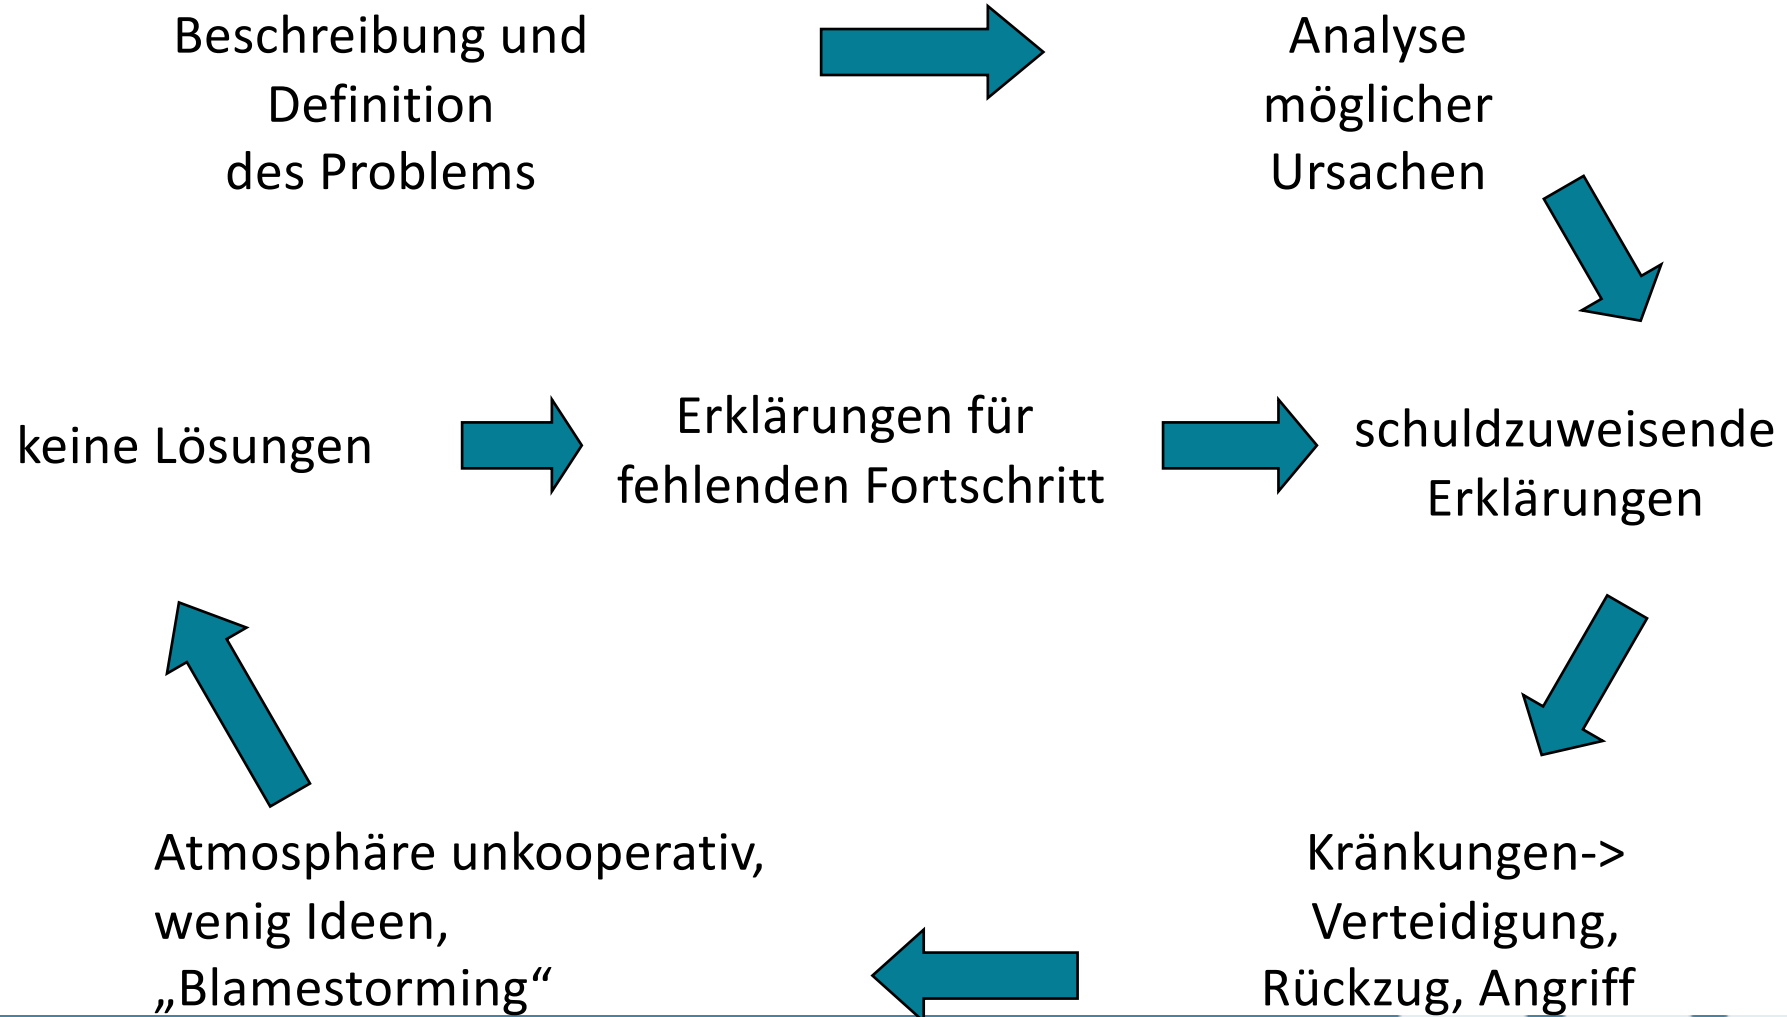 Beschreibung und
Definition
des Problems
Analyse
möglicher
Ursachen
keine Lösungen
Erklärungen für
fehlenden Fortschritt
schuldzuweisende
Erklärungen
Atmosphäre unkooperativ,
wenig Ideen,
„Blamestorming“
Kränkungen->
Verteidigung,
Rückzug, Angriff